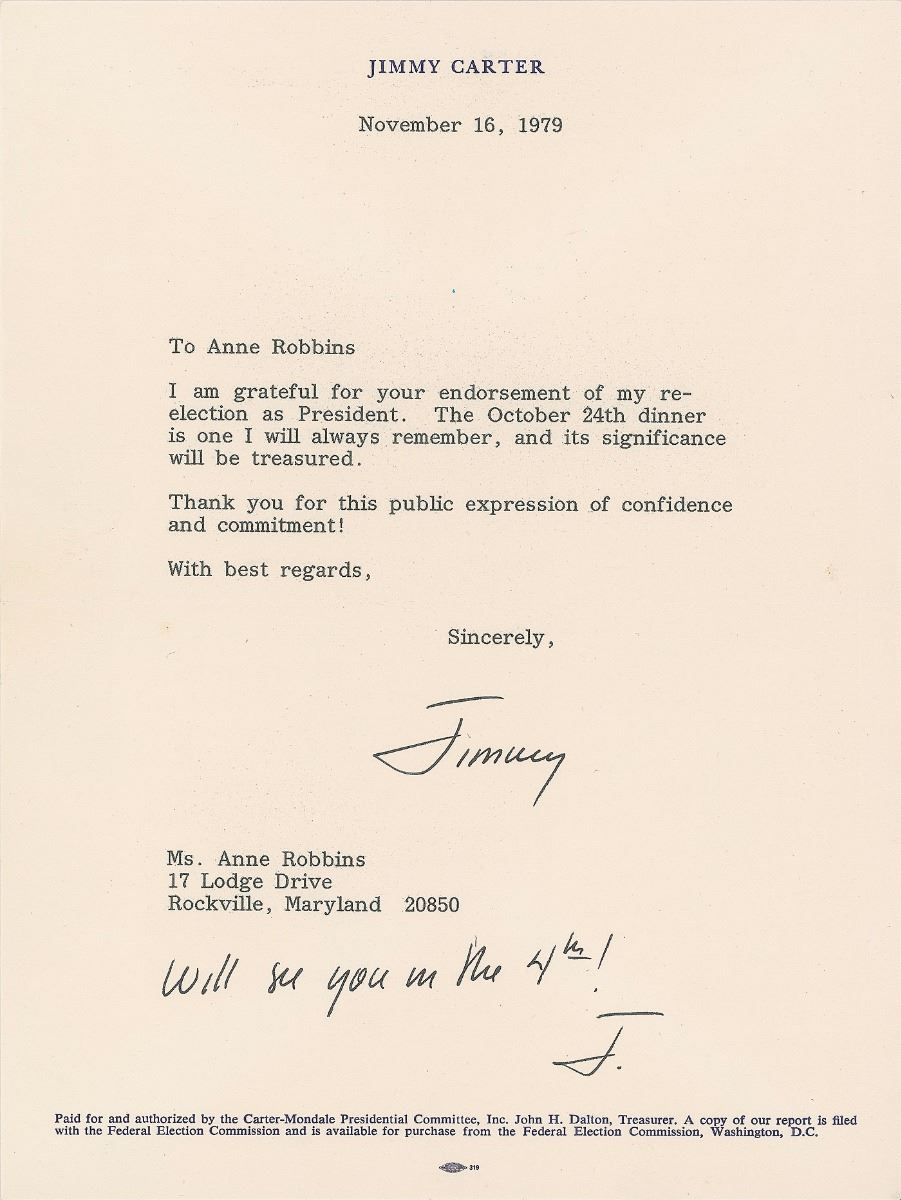 JIMMY CARTER
November 16, 1979
To Anne Robbins
I am grateful for your endorsement of my re-
election as President. The October 24th dinner
is one I will always remember, and its significance
will be treasured.
Thank you for this public expression of confidence
and commitment!
With best regards,
Sincerely,
Jimmy
Ms. Anne Robbins
17 Lodge Drive
Rockville, Maryland 20850
Will see you on the 4th!
J.
Paid for and authorized by the Carter-Mondale Presidential Committee, Inc. John H. Dalton, Treasurer. A copy of our report is filed
with the Federal Election Commission and is available for purchase from the Federal Election Commission, Washington, D.C.
319